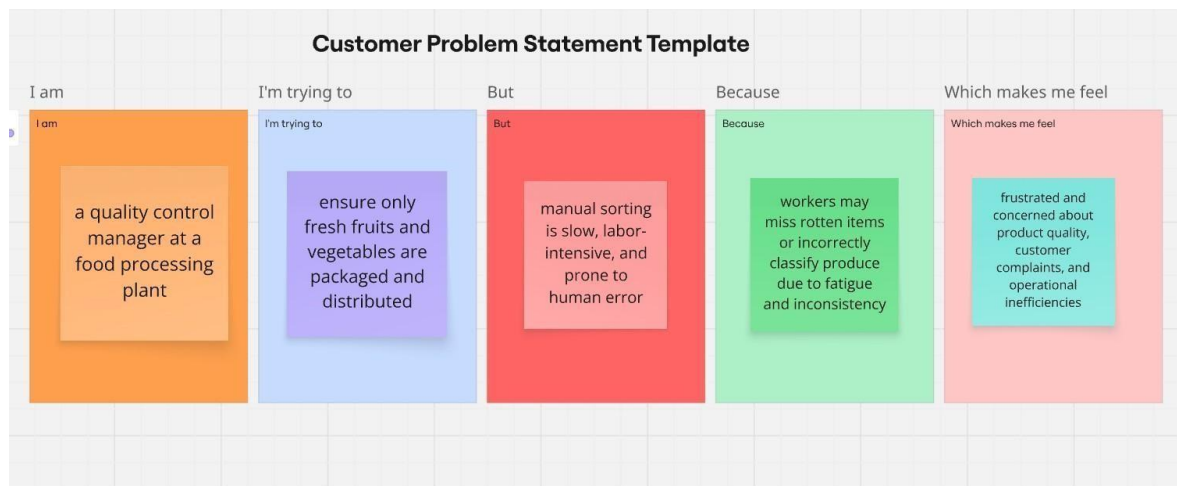 Customer Problem Statement Template
I am
I'm trying to
But
Because
Which makes me feel
I am
I'm trying to
But
Because
Which makes me feel
a quality control
manager at a
food processing
plant
ensure only
fresh fruits and
vegetables are
packaged and
distributed
manual sorting
is slow, labor-
intensive, and
prone to
human error
workers may
miss rotten items
or incorrectly
classify produce
due to fatigue
and inconsistency
frustrated and
concerned about
product quality,
customer
complaints, and
operational
inefficiencies